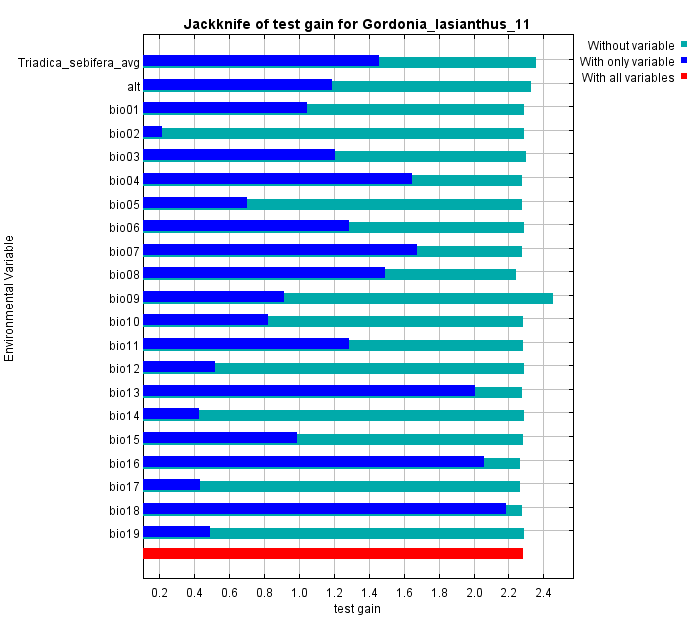 Jackknife of test gain for Gordonia_lasianthus_11
Without variable
With only variable
With all variables
Environmental Variable
Triadica_sebifera_avg
alt
bio01
bio02
bio03
bio04
bio05
bio06
bio07
bio08
bio09
bio10
bio11
bio12
bio13
bio14
bio15
bio16
bio17
bio18
bio19
0.2 0.4 0.6 0.8 1.0 1.2 1.4 1.6 1.8 2.0 2.2 2.4
test gain